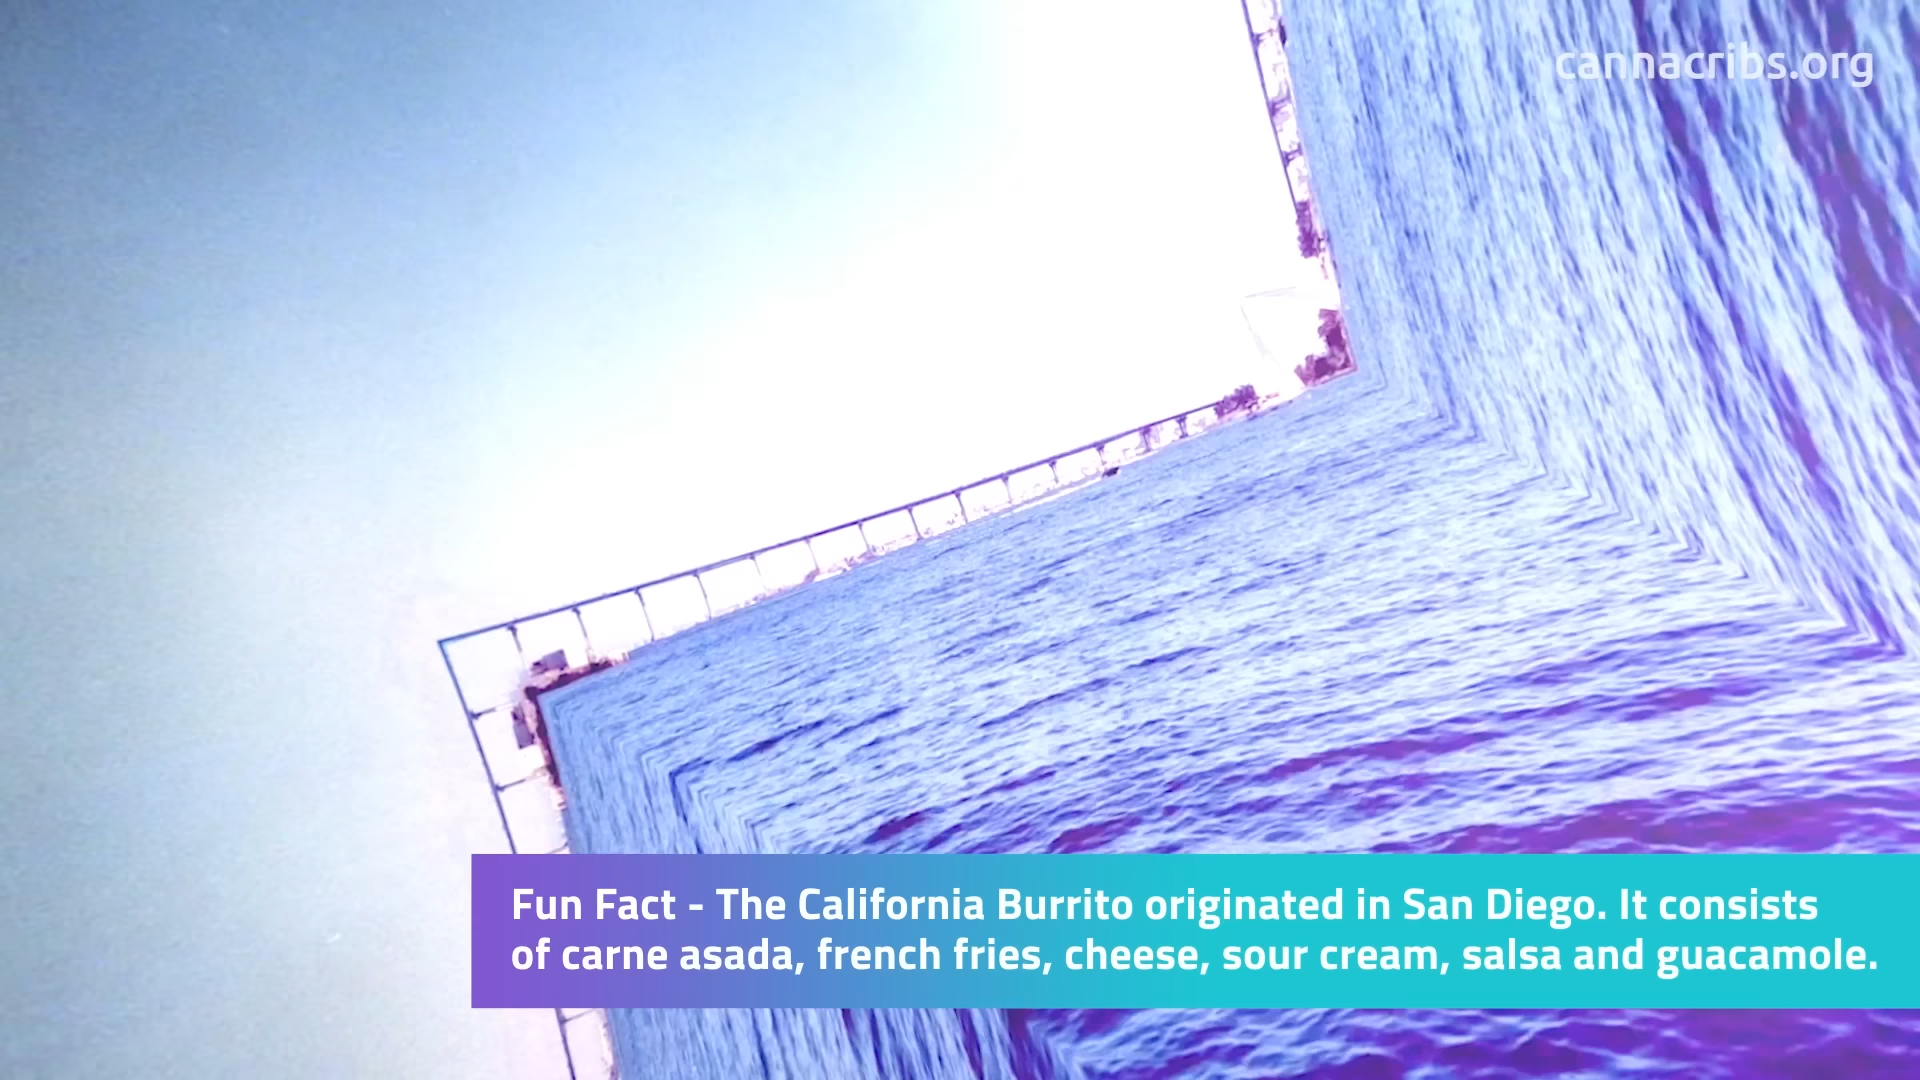 cannacribs.org
Fun Fact - The California Burrito originated in San Diego. It consists
of carne asada, french fries, cheese, sour cream, salsa and guacamole.